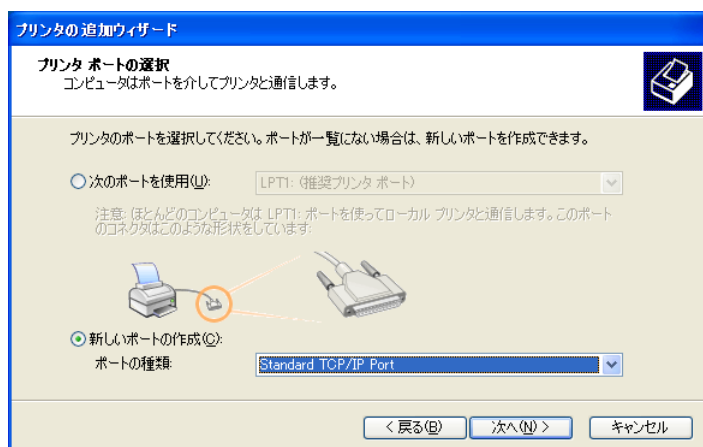 プリンタの追加ウィザード
プリンタ ポートの選択
コンピュータはポートを介してプリンタと通信します。
プリンタのポートを選択してください。ポートが一覧にない場合は、新しいポートを作成できます。
次のポートを使用(U): LPT1: (推奨プリンタ ポート)
注意: ほとんどのコンピュータは LPT1: ポートを使ってローカル プリンタと通信します。このポート
のコネクタはこのような形状をしています:
新しいポートの作成(C):
ポートの種類: Standard TCP/IP Port
< 戻る(B) 次へ(N) > キャンセル